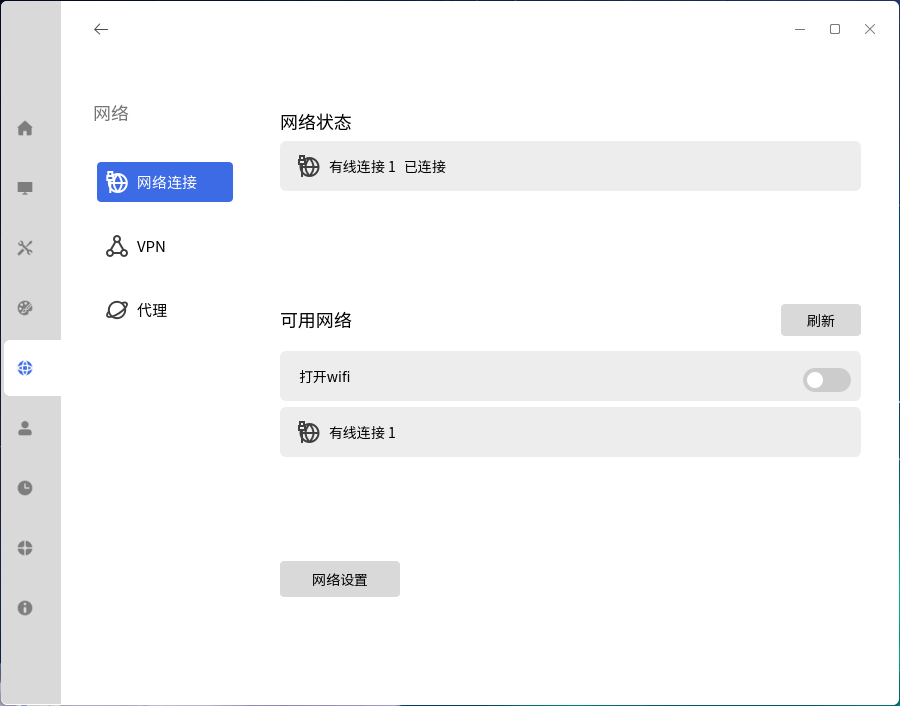 网络
网络连接
VPN
代理
网络状态
有线连接 1 已连接
可用网络
刷新
打开wifi
有线连接 1
网络设置